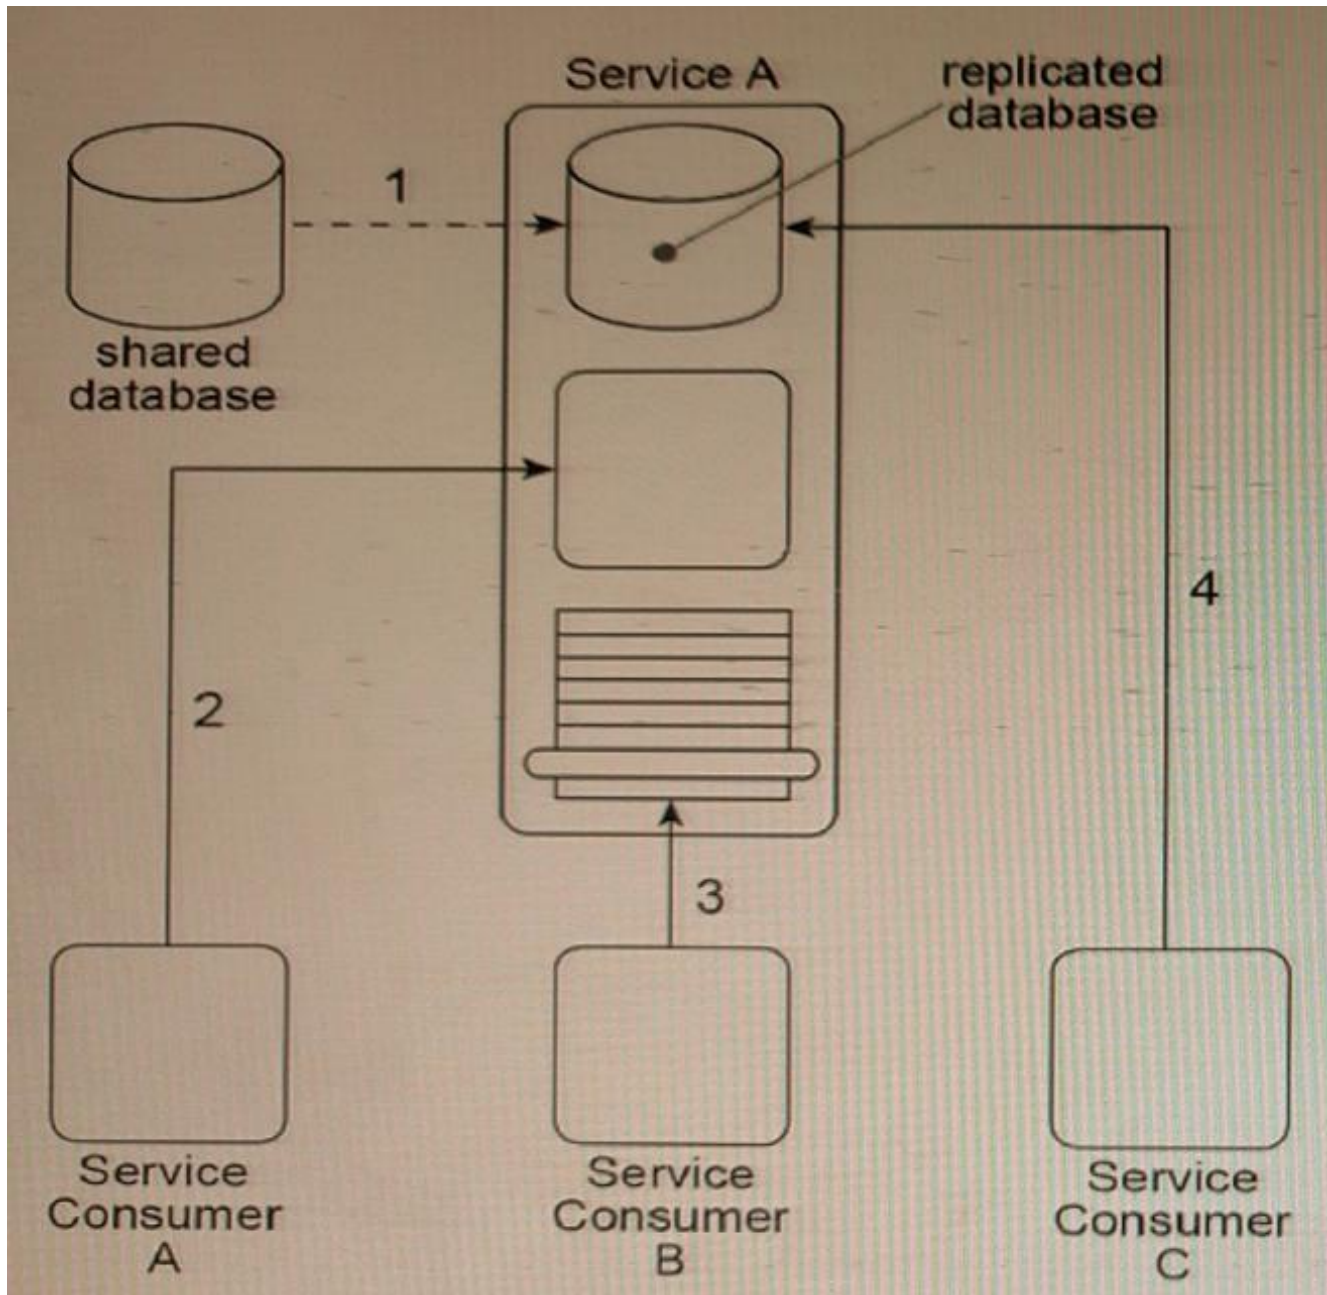 Service A
replicated
database
1
shared
database
2
4
3
Service
Consumer
A
Service
Consumer
B
Service
Consumer
C